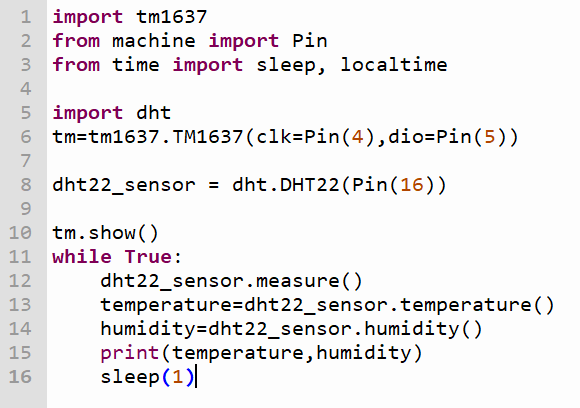 1 import tm1637
2 from machine import Pin
3 from time import sleep, localtime
4
5 import dht
6 tm=tm1637.TM1637(clk=Pin(4),dio=Pin(5))
7
8 dht22_sensor = dht.DHT22(Pin(16))
9
10 tm.show()
11 while True:
12     dht22_sensor.measure()
13     temperature=dht22_sensor.temperature()
14     humidity=dht22_sensor.humidity()
15     print(temperature,humidity)
16     sleep(1)